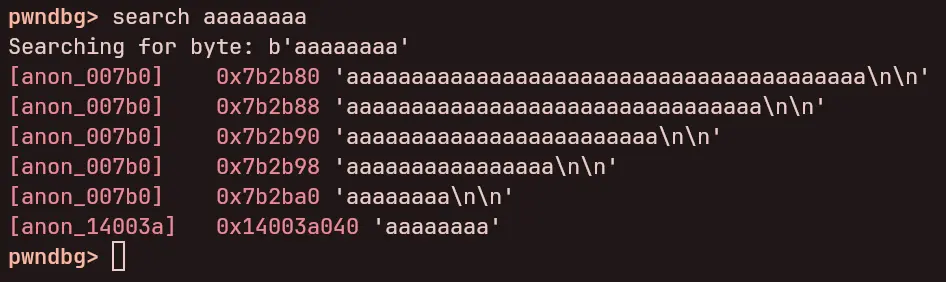 pwndbg> search aaaaaaaa
Searching for byte: b'aaaaaaaa'
[anon_007b0]    0x7b2b80 'aaaaaaaaaaaaaaaaaaaaaaaaaaaaaaaaaaaaaaaa\n\n'
[anon_007b0]    0x7b2b88 'aaaaaaaaaaaaaaaaaaaaaaaaaaaaaaaa\n\n'
[anon_007b0]    0x7b2b90 'aaaaaaaaaaaaaaaaaaaaaaaa\n\n'
[anon_007b0]    0x7b2b98 'aaaaaaaaaaaaaaaa\n\n'
[anon_007b0]    0x7b2ba0 'aaaaaaaa\n\n'
[anon_14003a]   0x14003a040 'aaaaaaaa'
pwndbg>